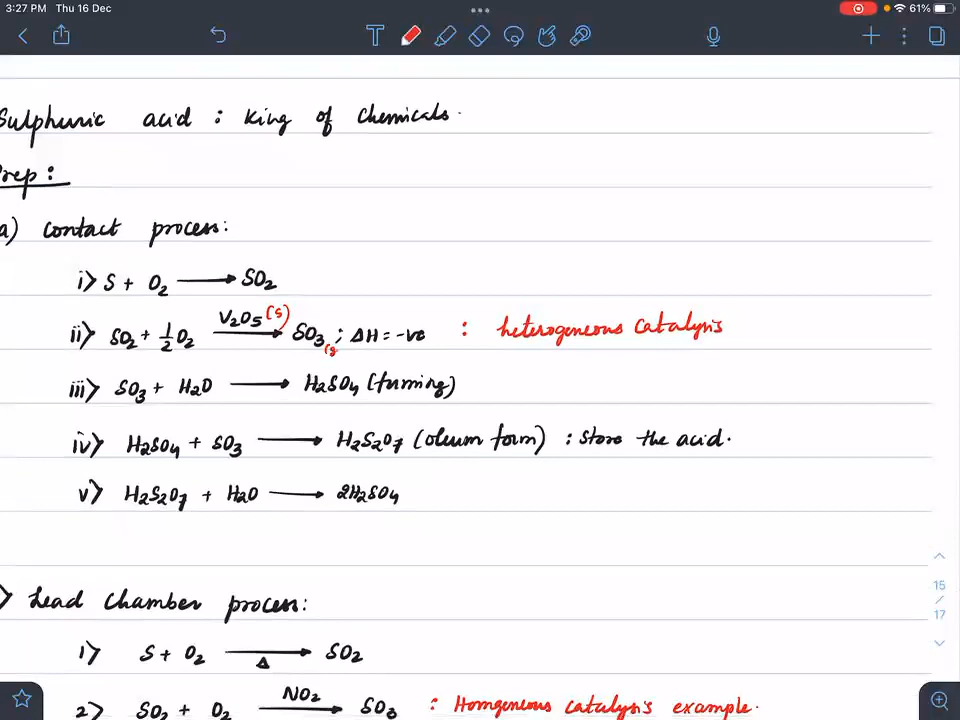 3:27 PM Thu 16 Dec 61%
Sulphuric acid : King of Chemicals.
Prep :
a) Contact process:
i> S + O2 → SO2
ii> SO2 + 1/2 O2 V2O5 (s) → SO3 (g) ; ΔH = -ve : heterogeneous catalysis
iii> SO3 + H2O → H2SO4 (fuming)
iv> H2SO4 + SO3 → H2S2O7 (oleum form) : store the acid.
v> H2S2O7 + H2O → 2H2SO4
15
/
17
> Lead chamber process:
1> S + O2 Δ → SO2
2> SO2 + O2 NO2 → SO3 : Homgeneous catalysis example.